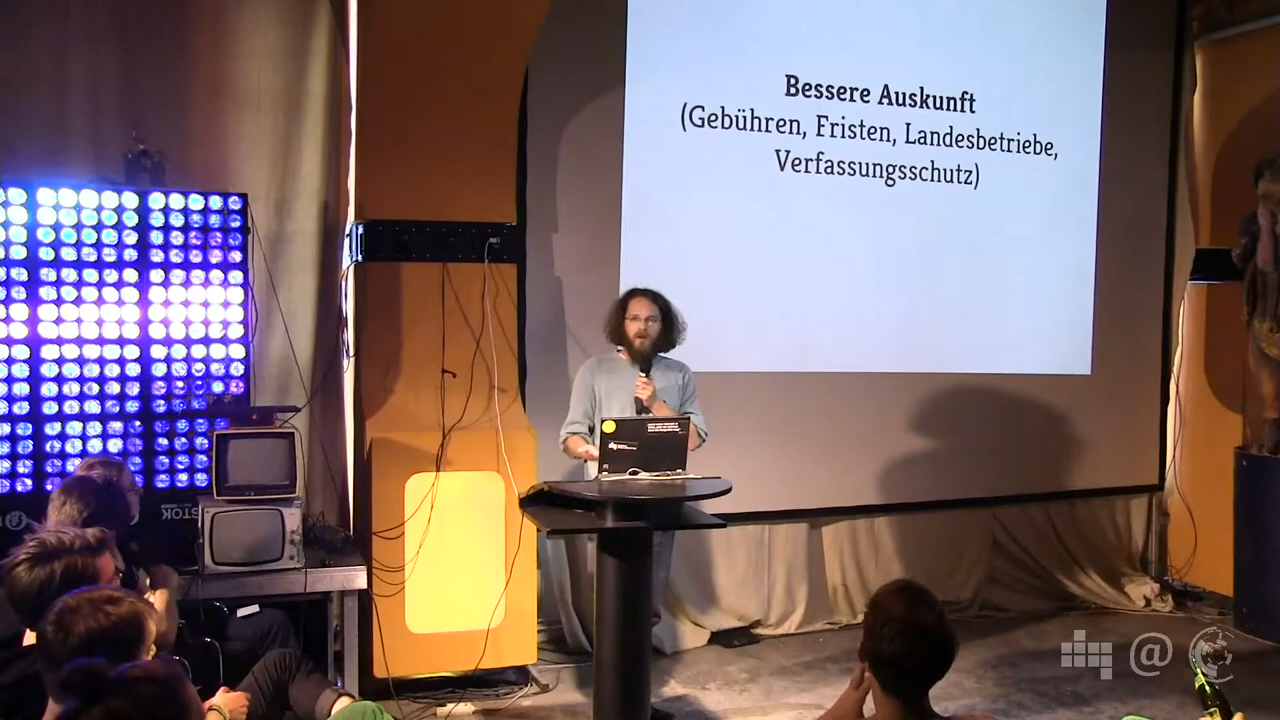 Bessere Auskunft
(Gebühren, Fristen, Landesbetriebe,
Verfassungsschutz)
@